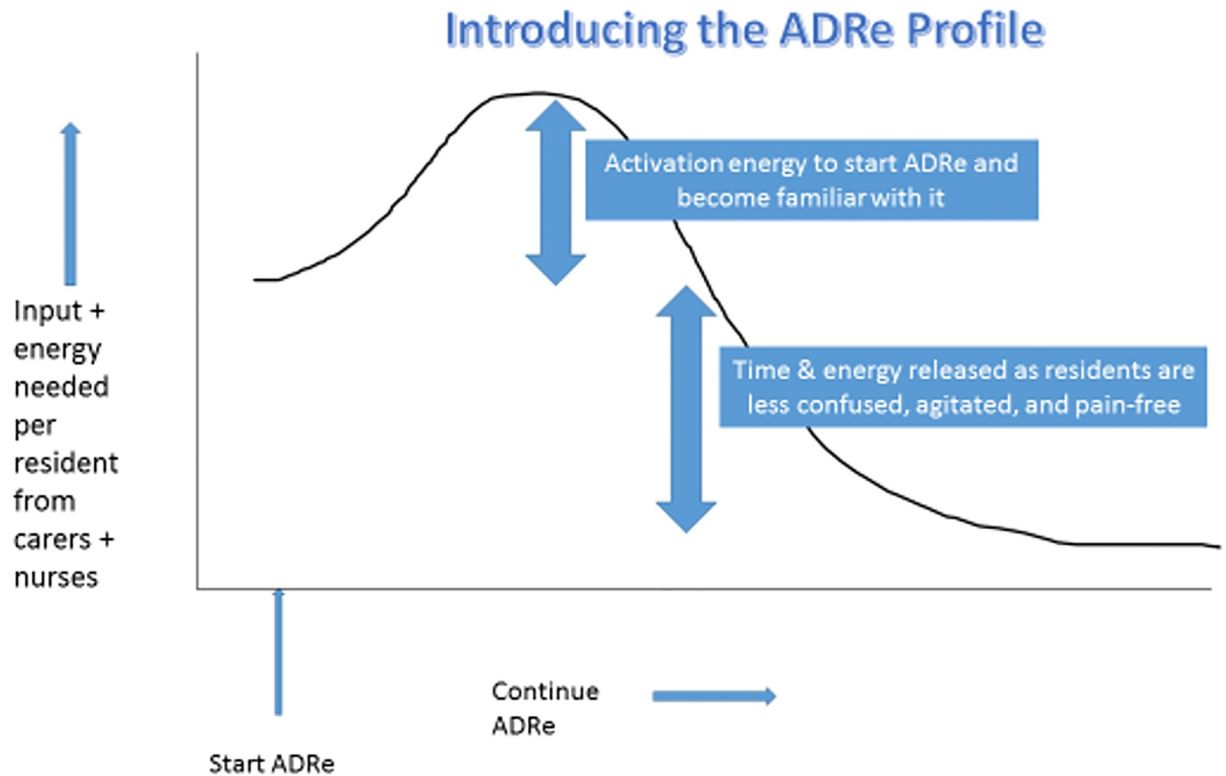 Introducing the ADRe Profile
Activation energy to start ADRe and
become familiar with it
Input +
energy
needed
per
resident
from
carers +
nurses
Time & energy released as residents are
less confused, agitated, and pain-free
Continue
ADRe
Start ADRe